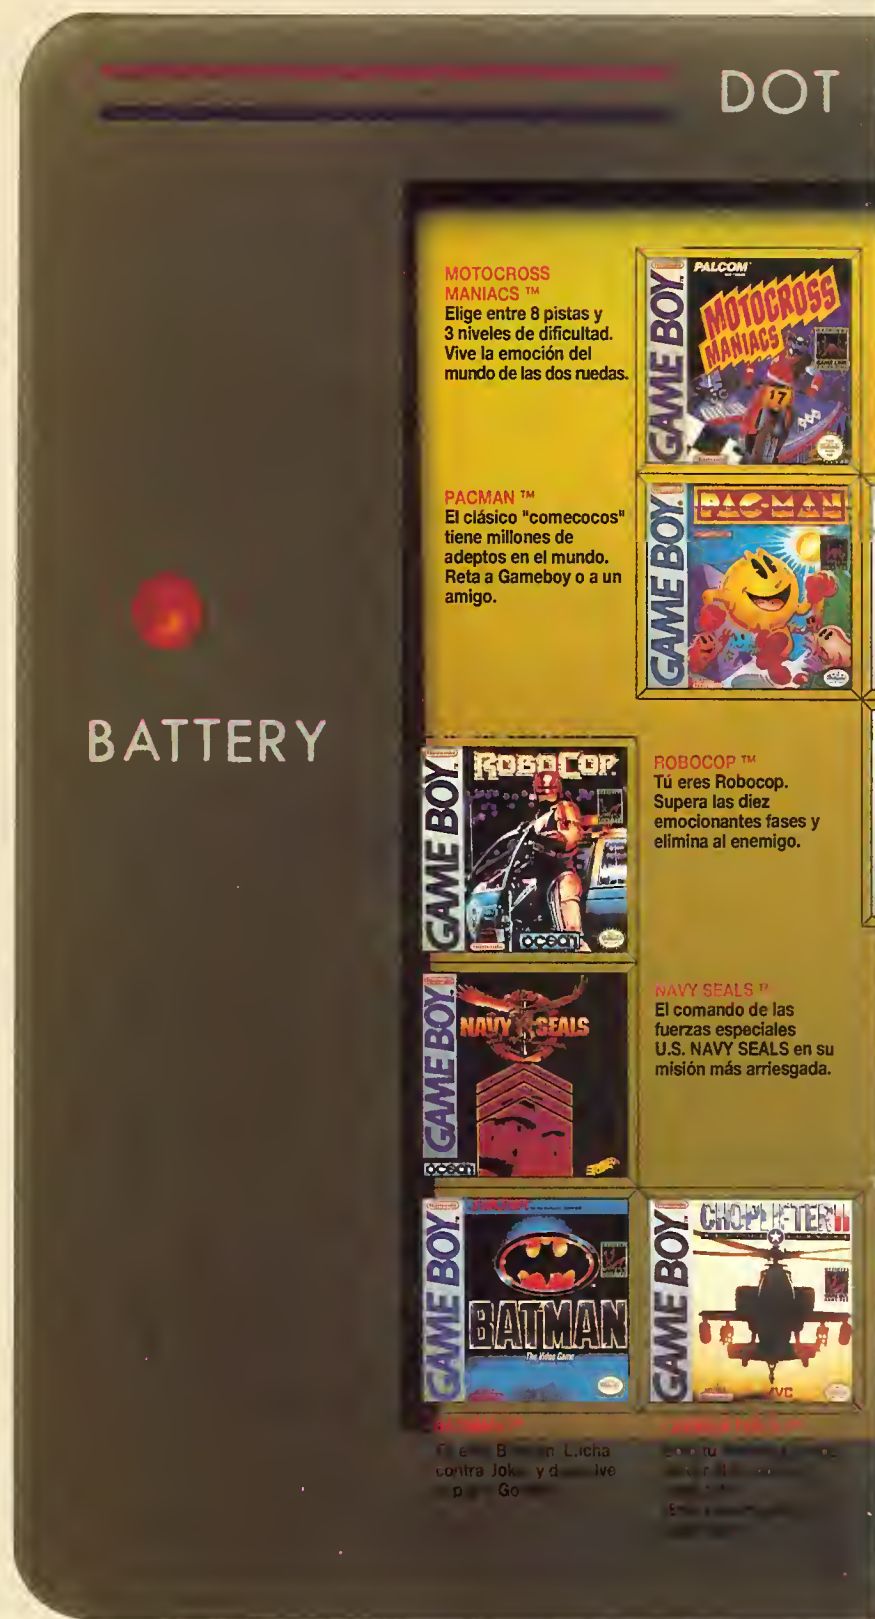 DOT
MOTOCROSS
MANIACS ™
Elige entre 8 pistas y
3 niveles de dificultad.
Vive la emoción del
mundo de las dos ruedas.
GAME BOY
PALCOM
MOTOCROSS
MANIACS
17
PACMAN ™
El clásico "comecocos"
tiene millones de
adeptos en el mundo.
Reta a Gameboy o a un
amigo.
GAME BOY
PAC-MAN
BATTERY
GAME BOY
ROBOCOP
ocean
ROBOCOP ™
Tú eres Robocop.
Supera las diez
emocionantes fases y
elimina al enemigo.
GAME BOY
NAVY SEALS
ocean
NAVY SEALS
El comando de las
fuerzas especiales
U.S. NAVY SEALS en su
misión más arriesgada.
GAME BOY
BATMAN
The Video Game
GAME BOY
CHOPLIFTER II
JVC
contra Joker y